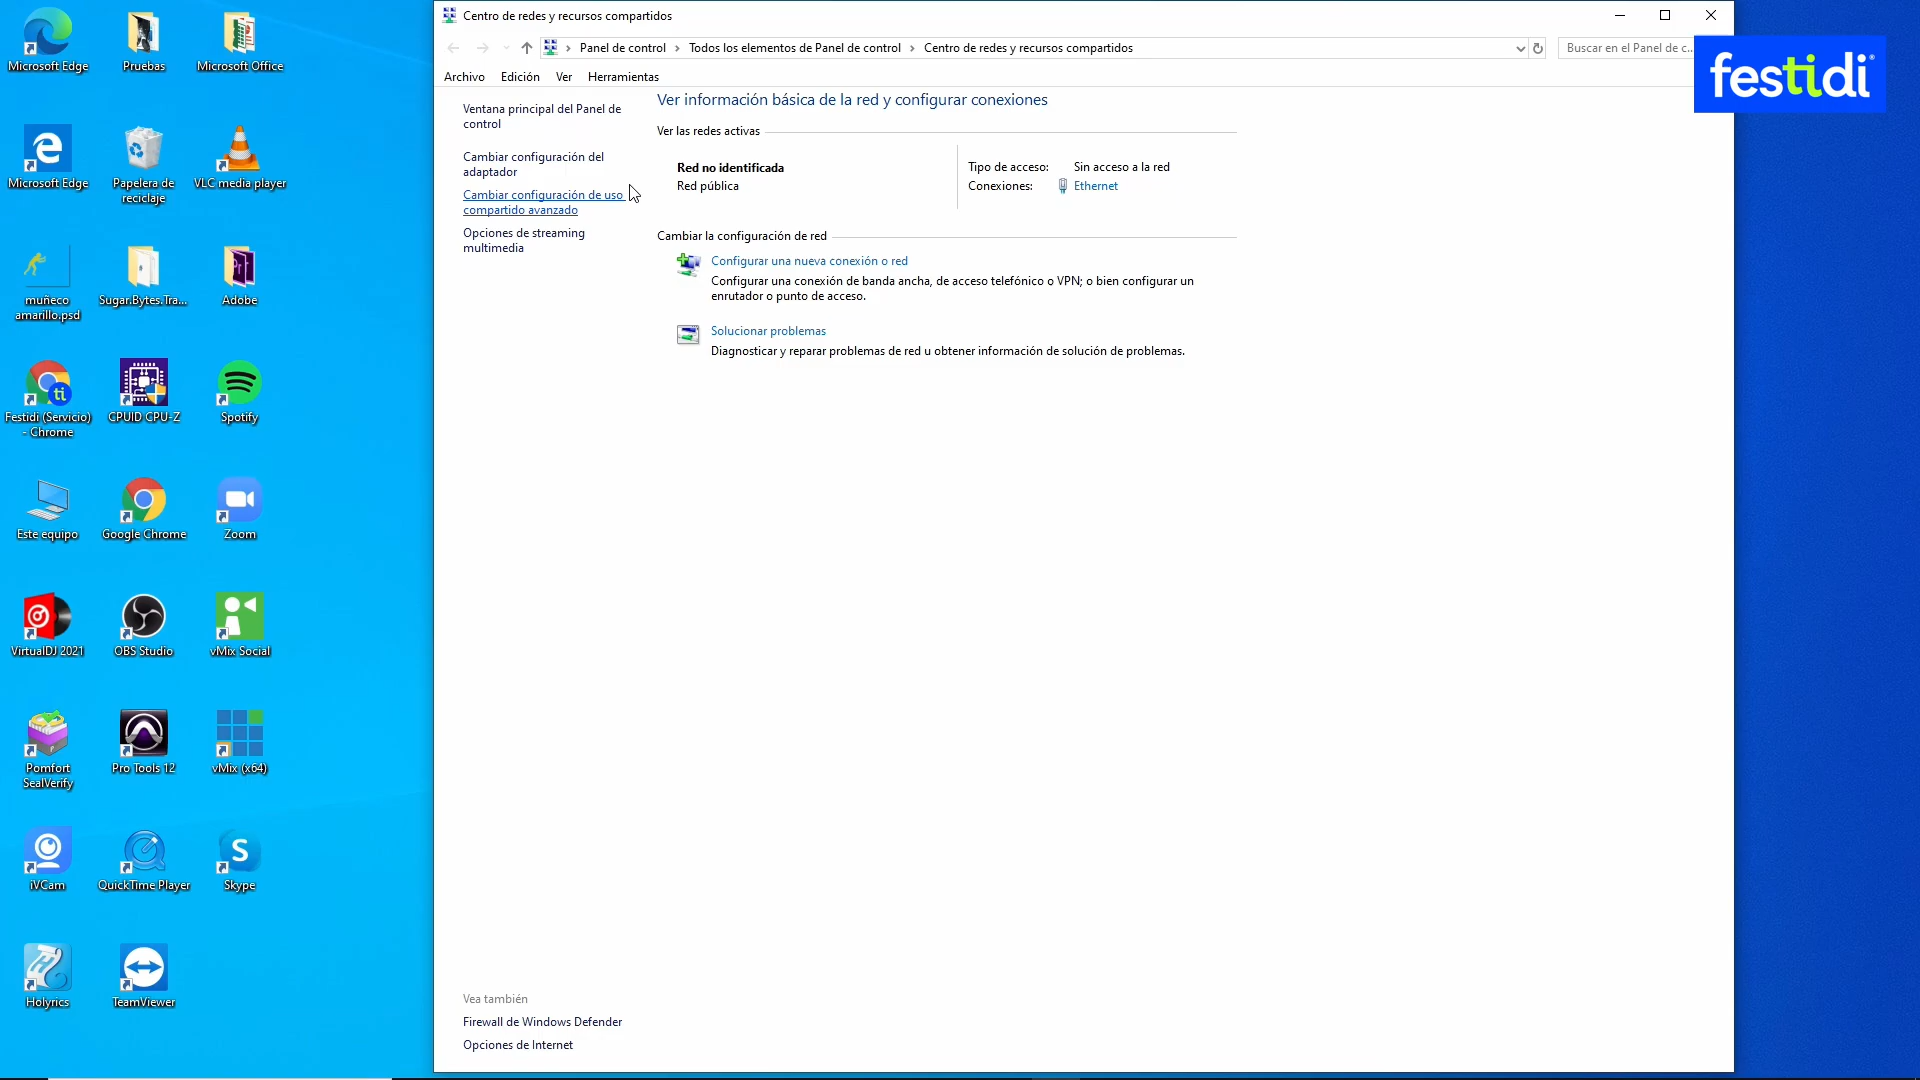 Microsoft Edge
Pruebas
Microsoft Office
Microsoft Edge
Papelera de
reciclaje
VLC media player
muñeco
amarillo.psd
Sugar.Bytes.Tra...
Adobe
Festidi (Servicio)
- Chrome
CPUID CPU-Z
Spotify
Este equipo
Google Chrome
Zoom
VirtualDJ 2021
OBS Studio
vMix Social
Pomfort
SealVerify
Pro Tools 12
vMix (x64)
iVCam
QuickTime Player
Skype
Holyrics
TeamViewer
Centro de redes y recursos compartidos
Panel de control
Todos los elementos de Panel de control
Centro de redes y recursos compartidos
Buscar en el Panel de c...
festidi
Archivo Edición Ver Herramientas
Ventana principal del Panel de
control
Cambiar configuración del
adaptador
Cambiar configuración de uso
compartido avanzado
Opciones de streaming
multimedia
Ver información básica de la red y configurar conexiones
Ver las redes activas
Red no identificada
Red pública
Tipo de acceso: Sin acceso a la red
Conexiones: Ethernet
Cambiar la configuración de red
Configurar una nueva conexión o red
Configurar una conexión de banda ancha, de acceso telefónico o VPN; o bien configurar un
enrutador o punto de acceso.
Solucionar problemas
Diagnosticar y reparar problemas de red u obtener información de solución de problemas.
Vea también
Firewall de Windows Defender
Opciones de Internet